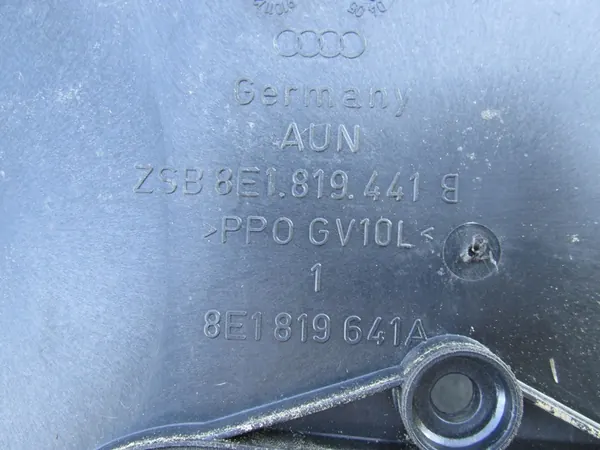 Germany
AUN
ZSB 8E1.819.441 B
>PPO GV10L<
1
8E1 819 641A